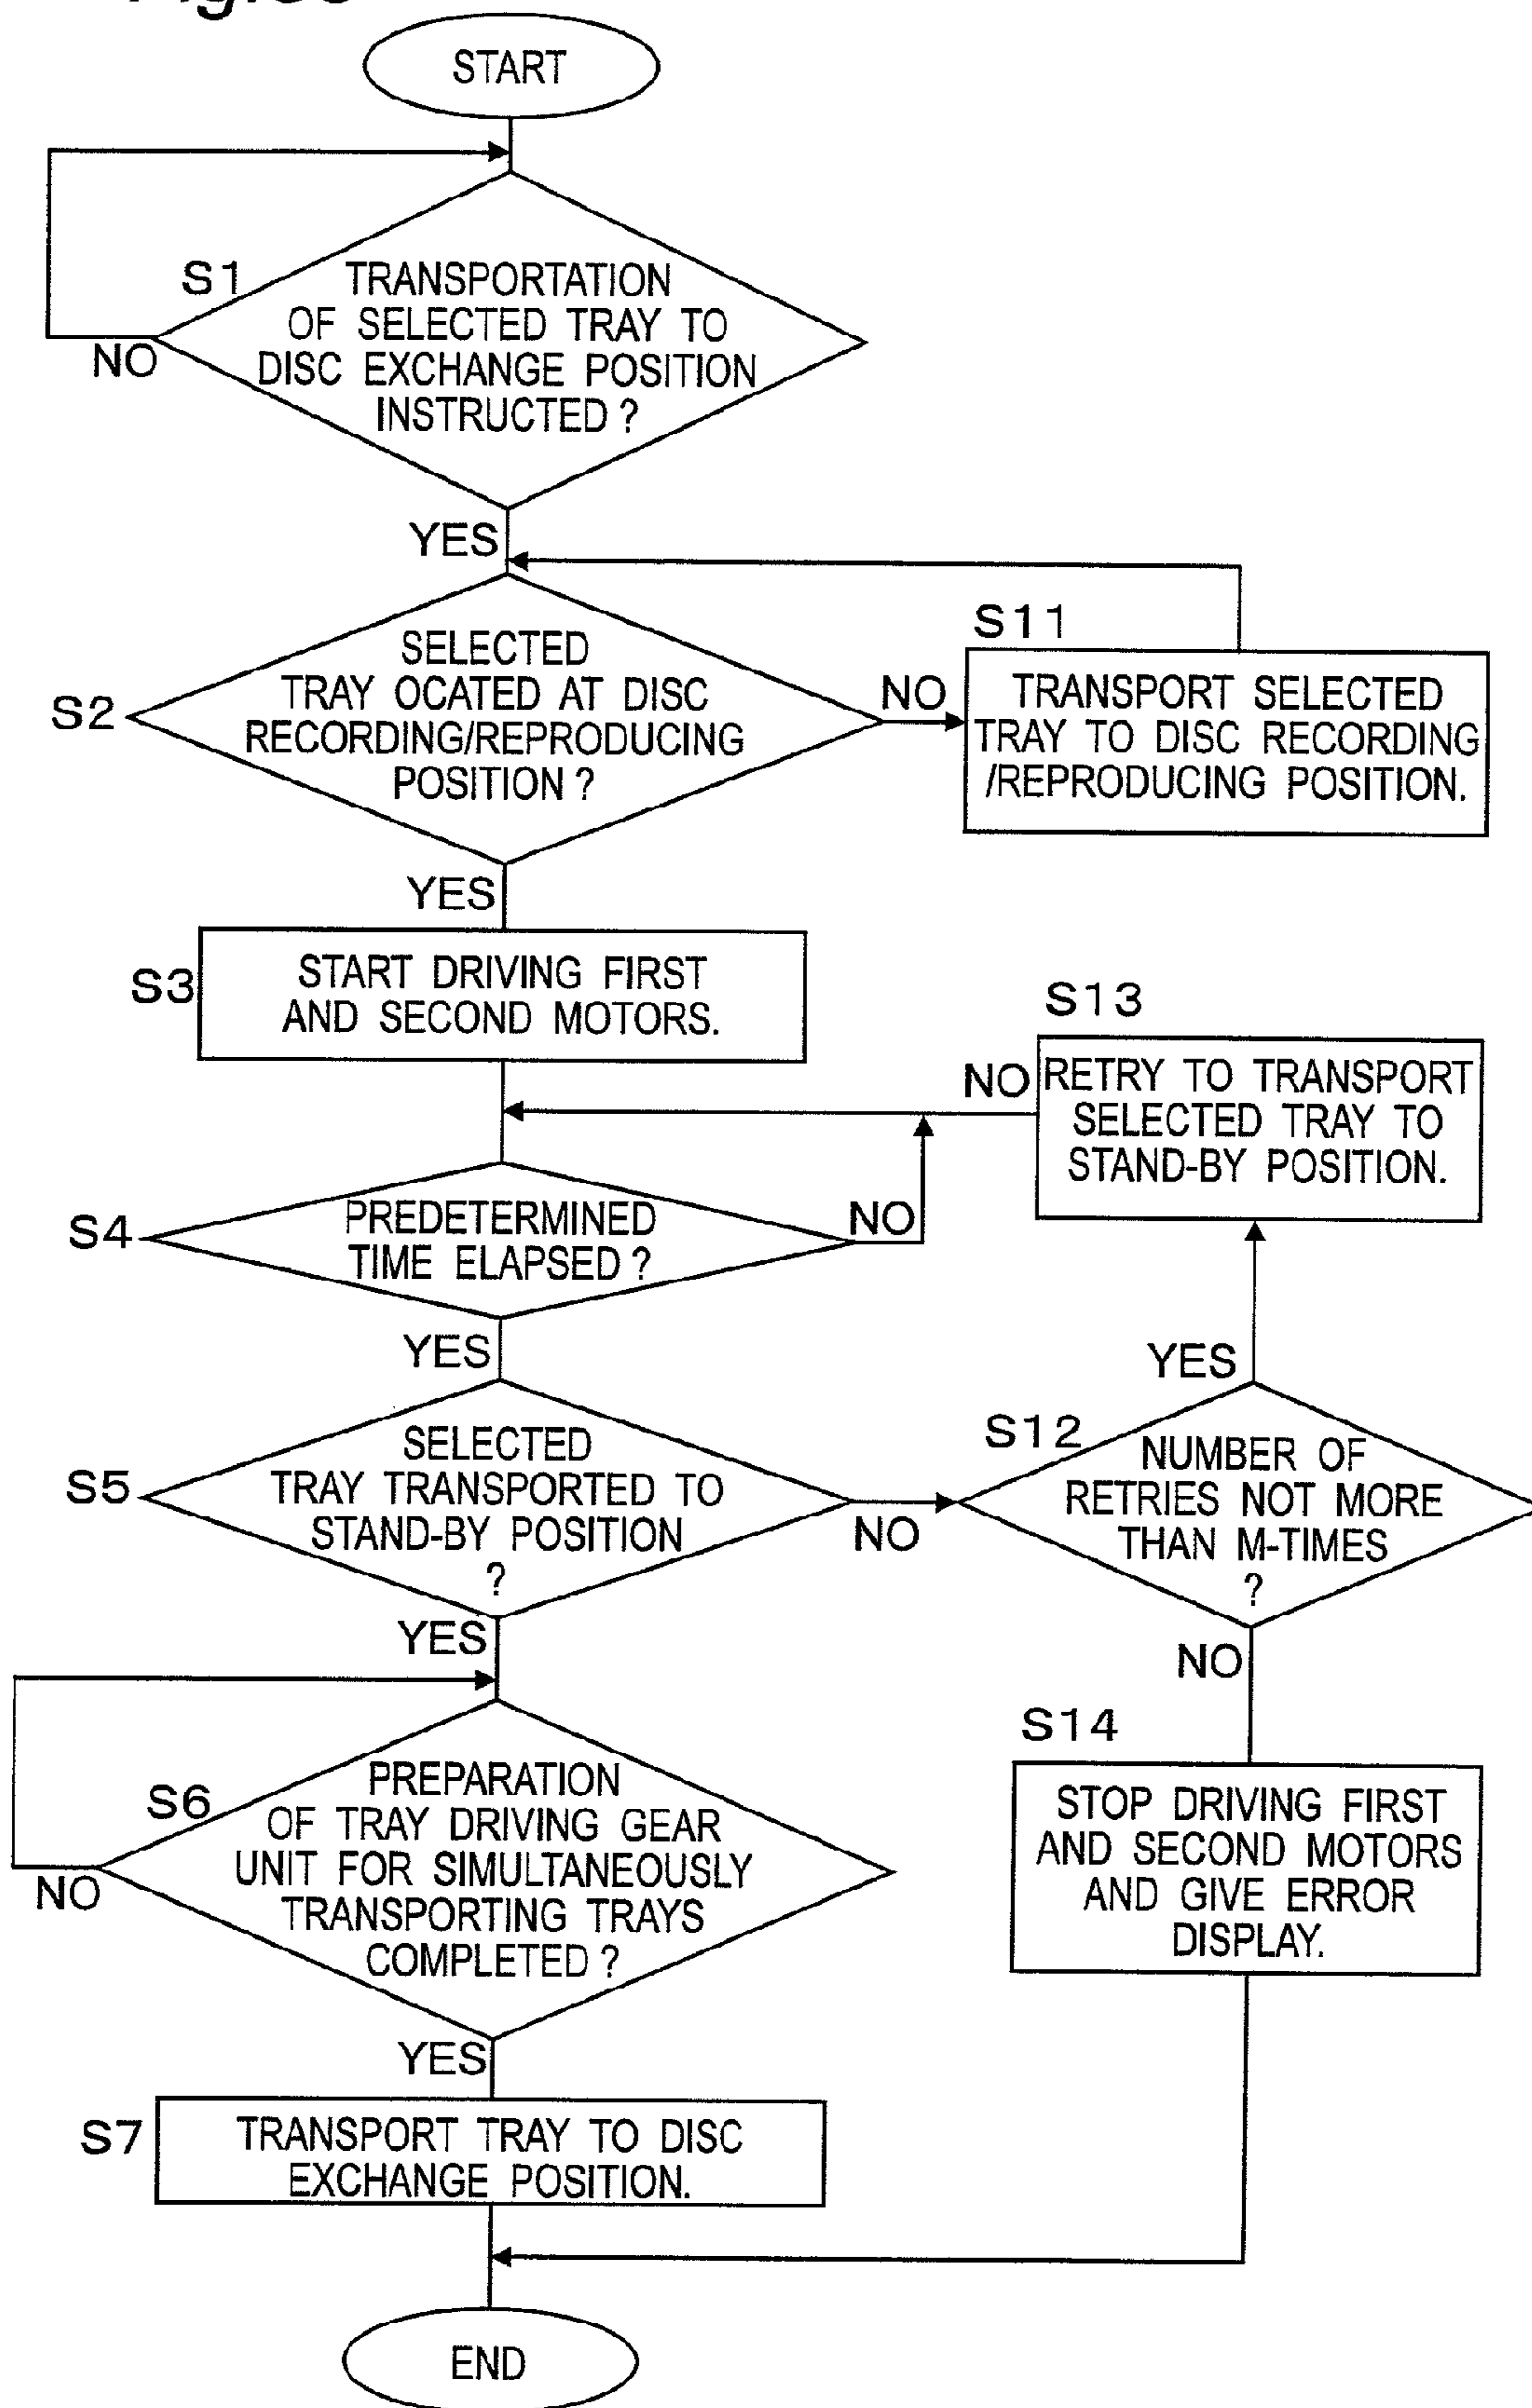 START
S1
TRANSPORTATION
OF SELECTED TRAY TO
DISC EXCHANGE POSITION
INSTRUCTED ?
NO
YES
S2
SELECTED
TRAY OCATED AT DISC
RECORDING/REPRODUCING
POSITION ?
NO
S11
TRANSPORT SELECTED
TRAY TO DISC RECORDING
/REPRODUCING POSITION.
YES
S3
START DRIVING FIRST
AND SECOND MOTORS.
S13
RETRY TO TRANSPORT
SELECTED TRAY TO
STAND-BY POSITION.
NO
S4
PREDETERMINED
TIME ELAPSED ?
NO
YES
S5
SELECTED
TRAY TRANSPORTED TO
STAND-BY POSITION
?
NO
YES
S12
NUMBER OF
RETRIES NOT MORE
THAN M-TIMES
?
YES
NO
S6
PREPARATION
OF TRAY DRIVING GEAR
UNIT FOR SIMULTANEOUSLY
TRANSPORTING TRAYS
COMPLETED ?
NO
S14
STOP DRIVING FIRST
AND SECOND MOTORS
AND GIVE ERROR
DISPLAY.
YES
S7
TRANSPORT TRAY TO DISC
EXCHANGE POSITION.
END